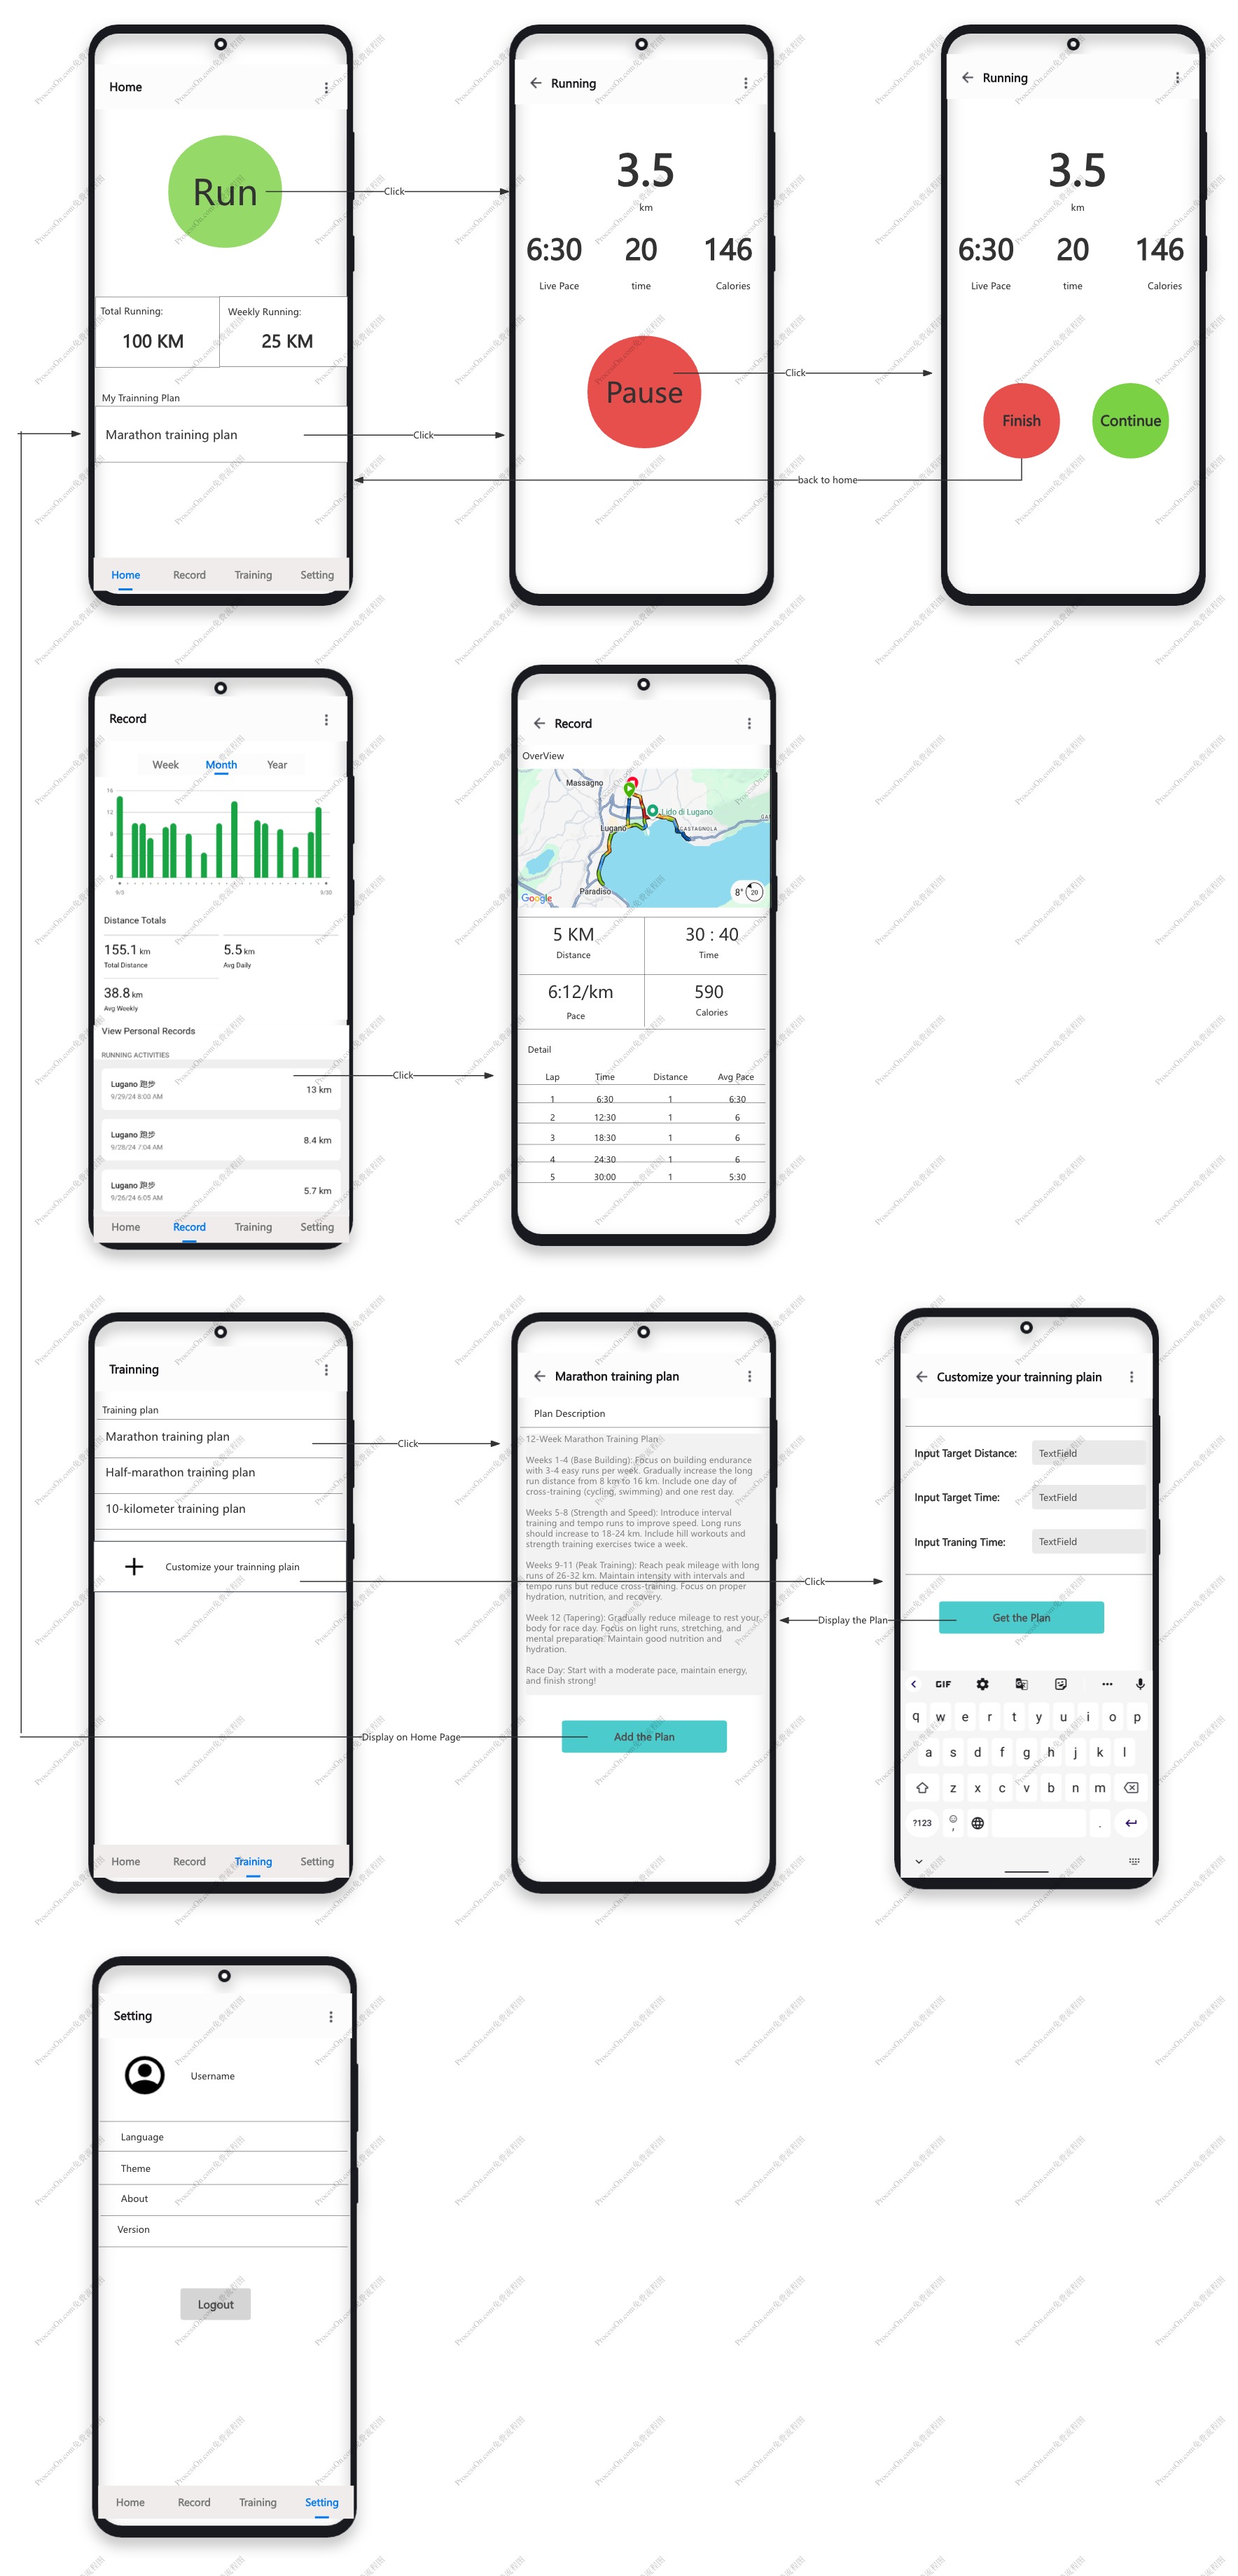 Home
Run
Click
Total Running:
100 KM
Weekly Running:
25 KM
My Trainning Plan
Marathon training plan
Click
Home Record Training Setting
Running
3.5
km
6:30 20 146
Live Pace time Calories
Pause
Click
back to home
Running
3.5
km
6:30 20 146
Live Pace time Calories
Finish Continue
Record
Week Month Year
16
12
8
4
0
9/1 9/30
Distance Totals
155.1 km
Total Distance
5.5 km
Avg Daily
38.8 km
Avg Weekly
View Personal Records
RUNNING ACTIVITIES
Lugano 跑步
9/29/24 8:00 AM
13 km
Lugano 跑步
9/28/24 7:04 AM
8.4 km
Lugano 跑步
9/26/24 6:05 AM
5.7 km
Home Record Training Setting
Click
Record
OverView
Massagno
Lido di Lugano
Lugano
CASTAGNOLA
GA
Paradiso
Google
8° 20
5 KM
Distance
30 : 40
Time
6:12/km
Pace
590
Calories
Detail
Lap Time Distance Avg Pace
1 6:30 1 6:30
2 12:30 1 6
3 18:30 1 6
4 24:30 1 6
5 30:00 1 5:30
Trainning
Training plan
Marathon training plan
Half-marathon training plan
10-kilometer training plan
Customize your trainning plain
Home Record Training Setting
Click
Marathon training plan
Plan Description
12-Week Marathon Training Plan
Weeks 1-4 (Base Building): Focus on building endurance
with 3-4 easy runs per week. Gradually increase the long
run distance from 8 km to 16 km. Include one day of
cross-training (cycling, swimming) and one rest day.
Weeks 5-8 (Strength and Speed): Introduce interval
training and tempo runs to improve speed. Long runs
should increase to 18-24 km. Include hill workouts and
strength training exercises twice a week.
Weeks 9-11 (Peak Training): Reach peak mileage with long
runs of 26-32 km. Maintain intensity with intervals and
tempo runs but reduce cross-training. Focus on proper
hydration, nutrition, and recovery.
Week 12 (Tapering): Gradually reduce mileage to rest your
body for race day. Focus on light runs, stretching, and
mental preparation. Maintain good nutrition and
hydration.
Race Day: Start with a moderate pace, maintain energy,
and finish strong!
Add the Plan
Display on Home Page
Click
Display the Plan
Customize your trainning plain
Input Target Distance: TextField
Input Target Time: TextField
Input Traning Time: TextField
Get the Plan
GIF
q w e r t y u i o p
a s d f g h j k l
z x c v b n m
?123 , .
Setting
Username
Language
Theme
About
Version
Logout
Home Record Training Setting
ProcessOn.com免费流程图